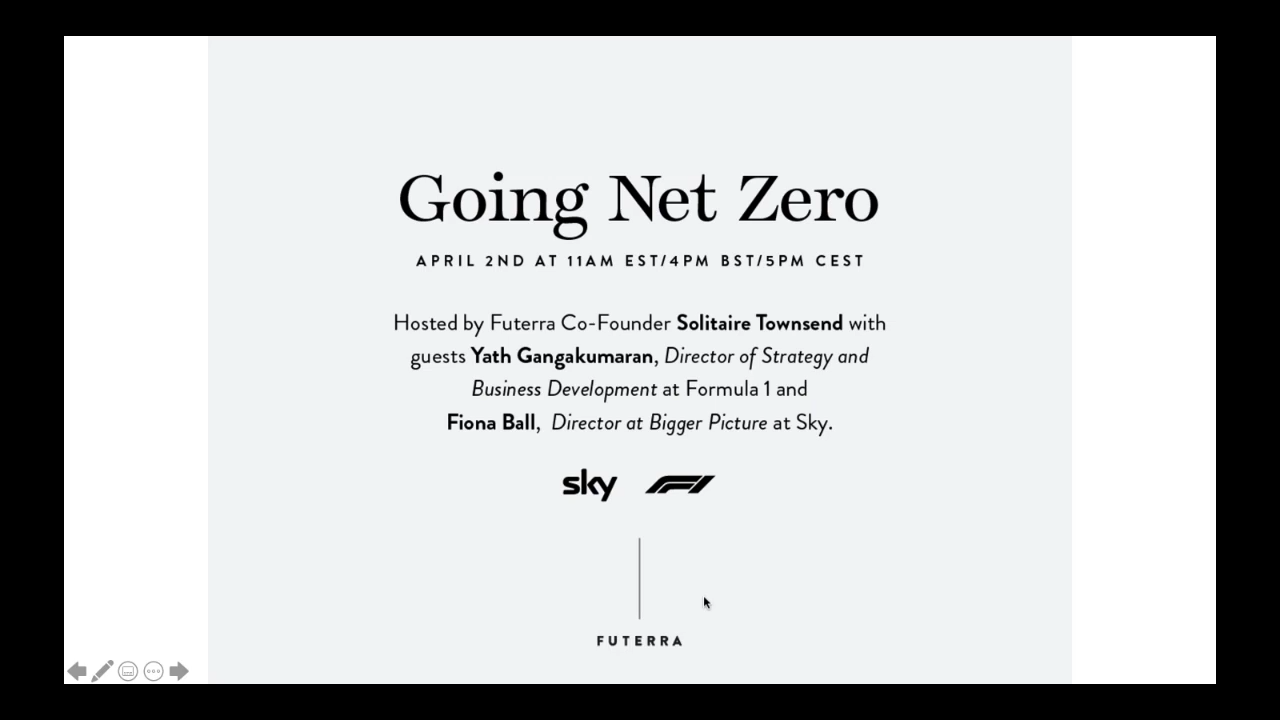 Going Net Zero
APRIL 2ND AT 11AM EST/4PM BST/5PM CEST
Hosted by Futerra Co-Founder Solitaire Townsend with
guests Yath Gangakumaran, Director of Strategy and
Business Development at Formula 1 and
Fiona Ball, Director at Bigger Picture at Sky.
sky F1
FUTERRA